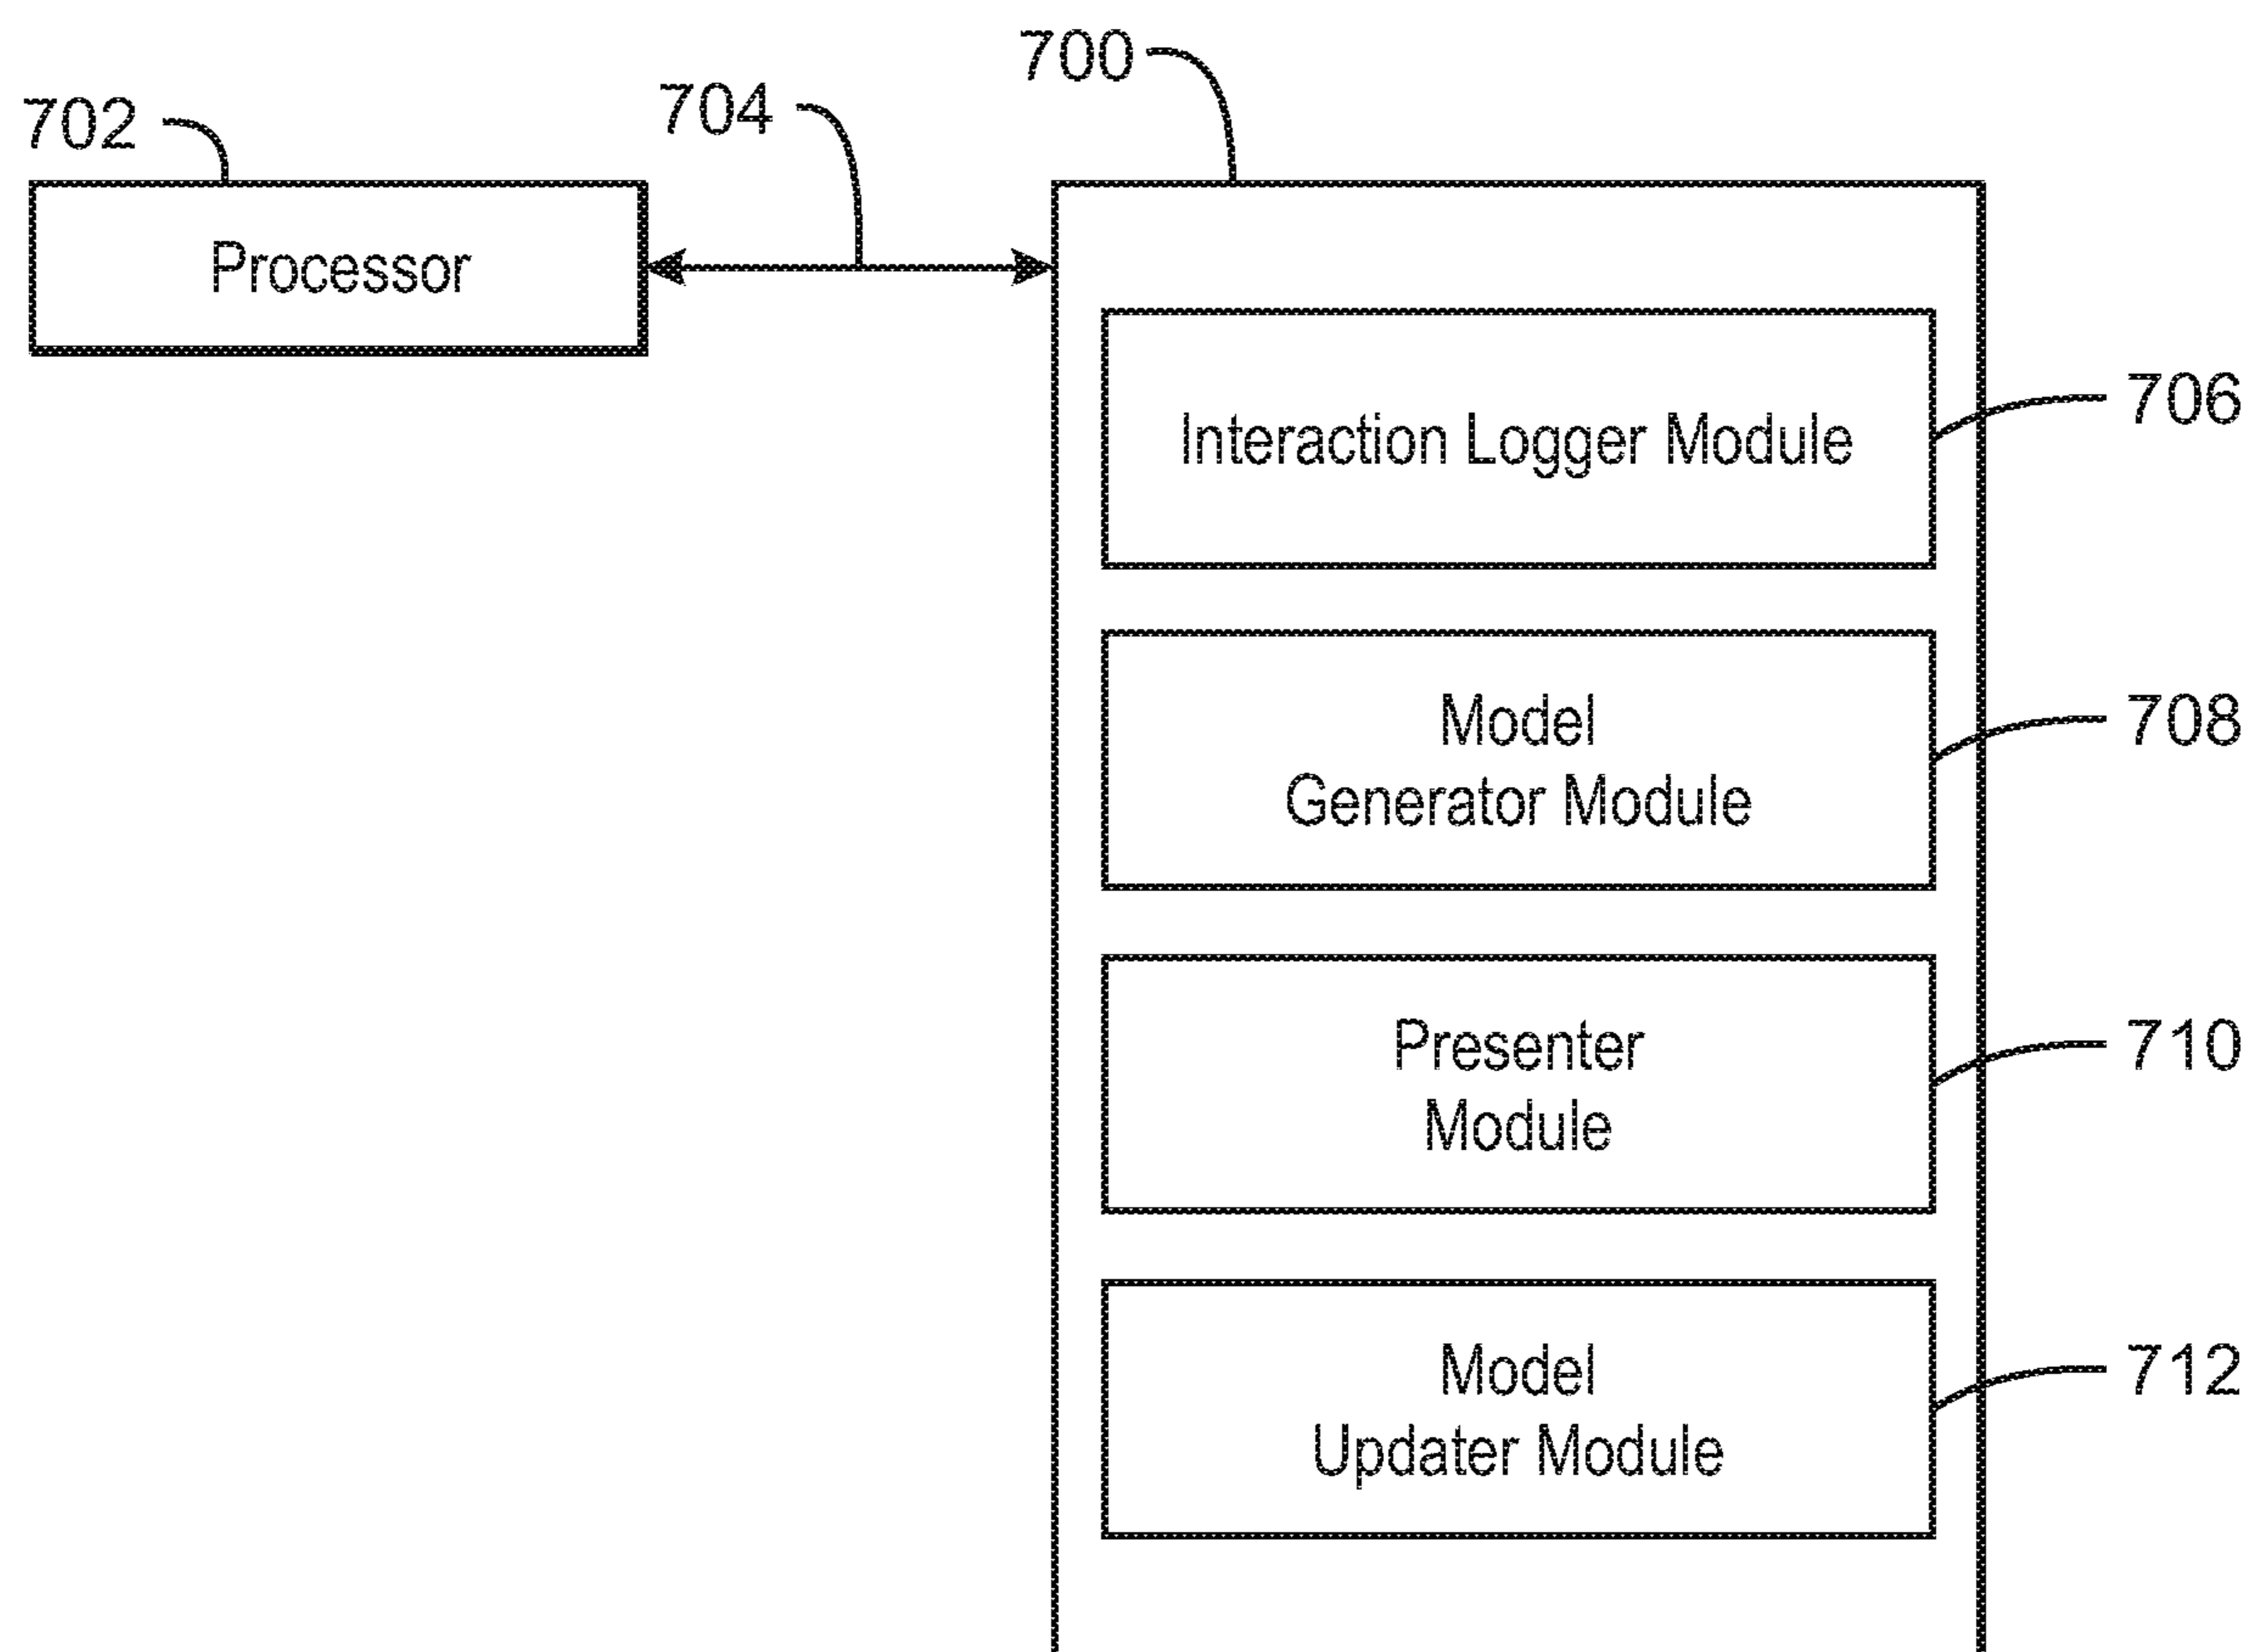 700
704
702
Processor
Interaction Logger Module
706
Model
Generator Module
708
Presenter
Module
710
Model
Updater Module
712